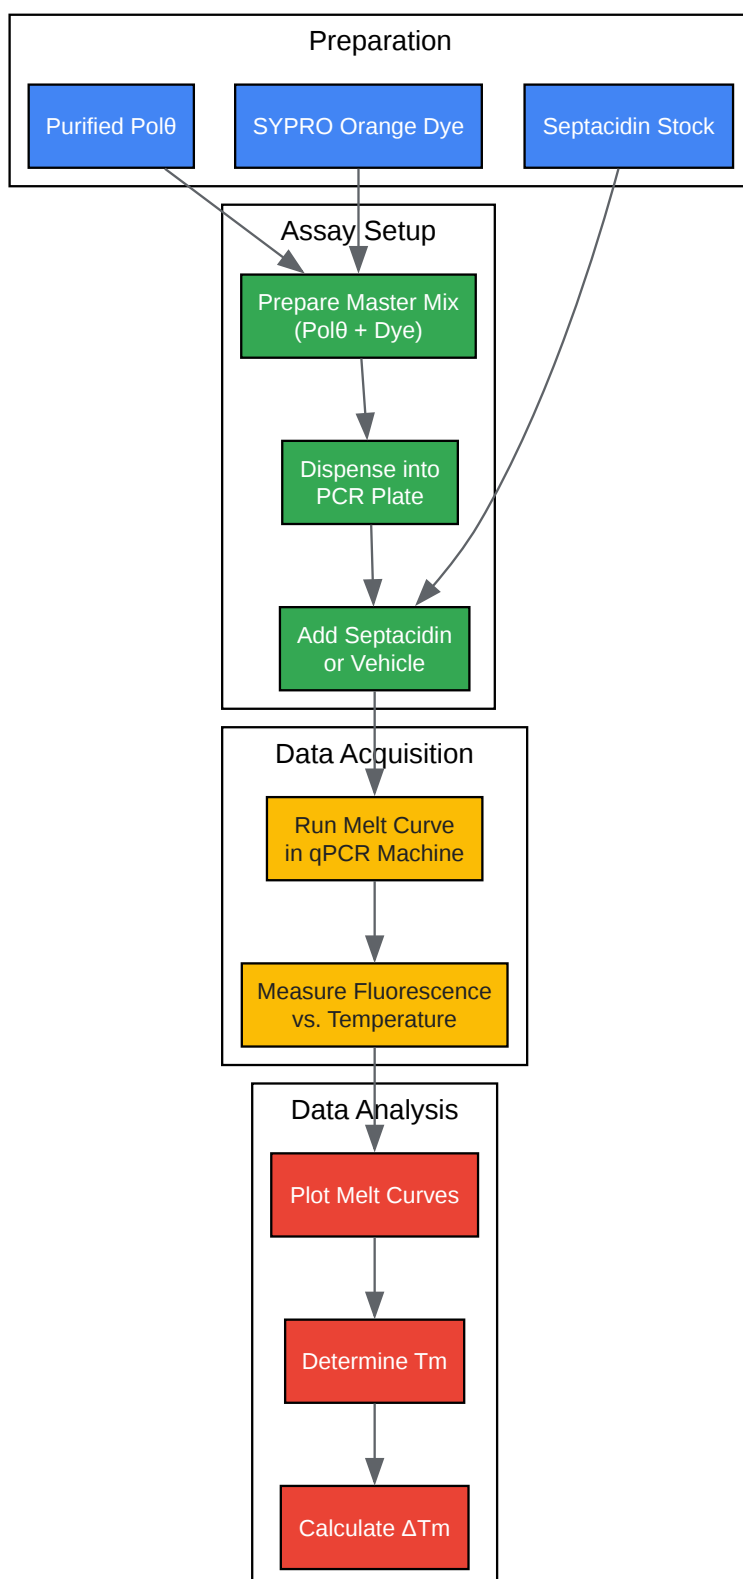 Preparation
Purified Polθ
SYPRO Orange Dye
Septacidin Stock
Assay Setup
Prepare Master Mix
(Polθ + Dye)
Dispense into
PCR Plate
Add Septacidin
or Vehicle
Data Acquisition
Run Melt Curve
in qPCR Machine
Measure Fluorescence
vs. Temperature
Data Analysis
Plot Melt Curves
Determine Tm
Calculate ΔTm